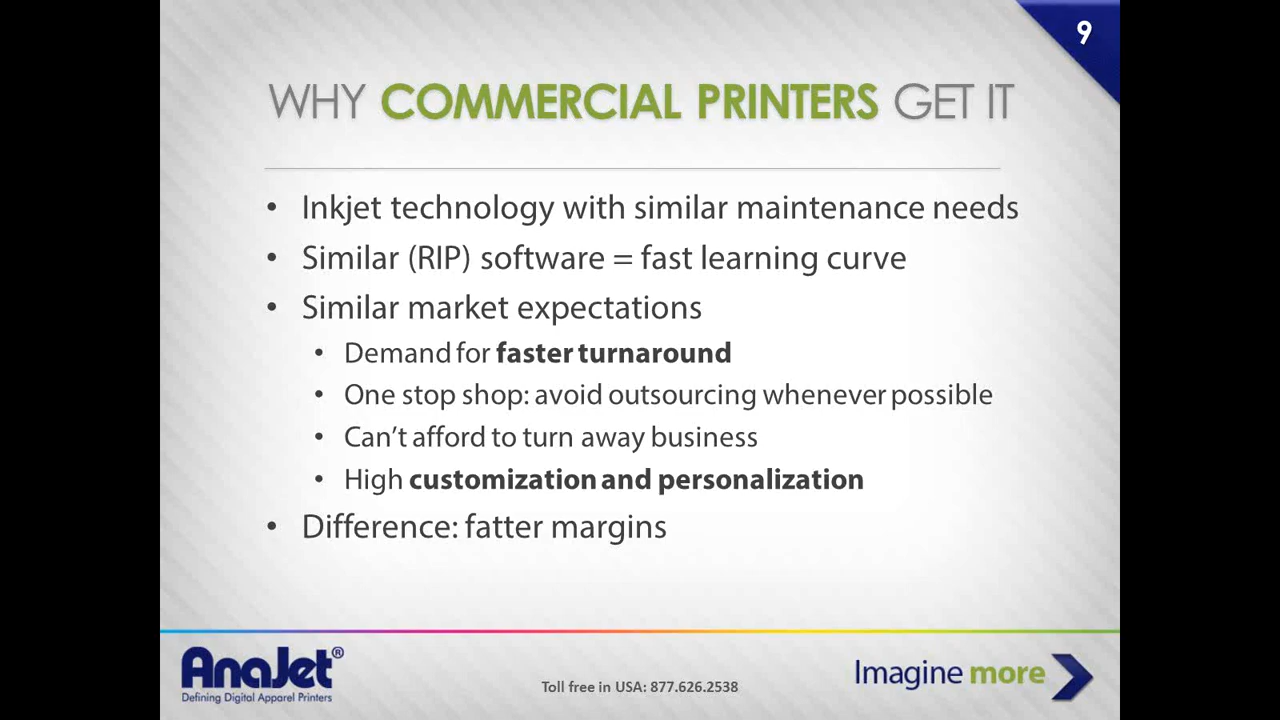 9
WHY COMMERCIAL PRINTERS GET IT
• Inkjet technology with similar maintenance needs
• Similar (RIP) software = fast learning curve
• Similar market expectations
• Demand for faster turnaround
• One stop shop: avoid outsourcing whenever possible
• Can't afford to turn away business
• High customization and personalization
• Difference: fatter margins
AnaJet®
Defining Digital Apparel Printers
Toll free in USA: 877.626.2538
Imagine more